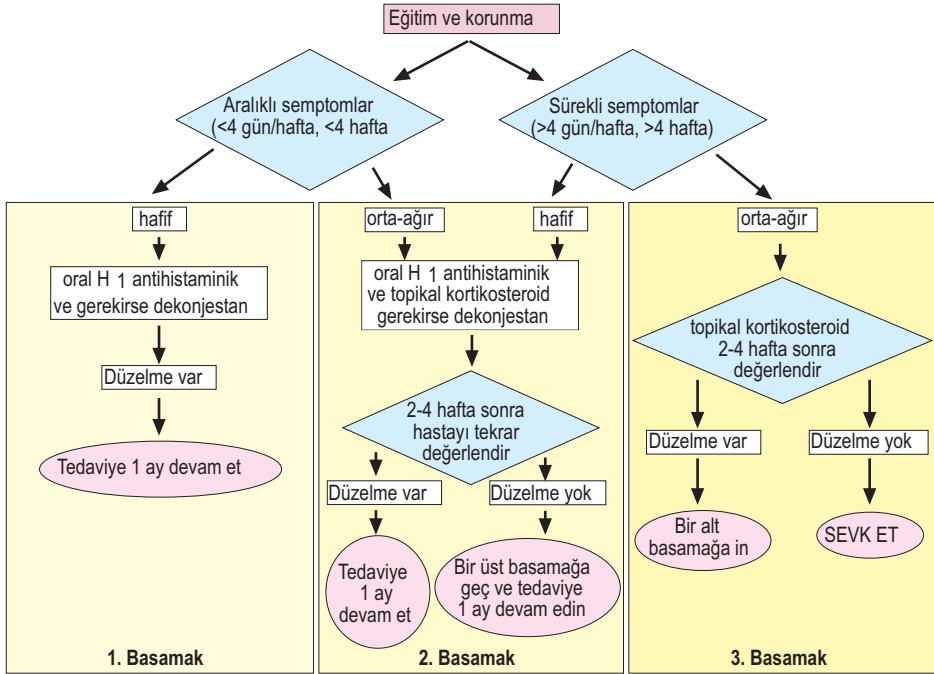 Eğitim ve korunma
Aralıklı semptomlar
(<4 gün/hafta, <4 hafta
Sürekli semptomlar
(>4 gün/hafta, >4 hafta)
hafif
oral H 1 antihistaminik
ve gerekirse dekonjestan
Düzelme var
Tedaviye 1 ay devam et
1. Basamak
orta-ağır
hafif
oral H 1 antihistaminik
ve topikal kortikosteroid
gerekirse dekonjestan
2-4 hafta sonra
hastayı tekrar
değerlendir
Düzelme var
Düzelme yok
Tedaviye
1 ay
devam et
Bir üst basamağa
geç ve tedaviye
1 ay devam edin
2. Basamak
orta-ağır
topikal kortikosteroid
2-4 hafta sonra
değerlendir
Düzelme var
Düzelme yok
Bir alt
basamağa in
SEVK ET
3. Basamak